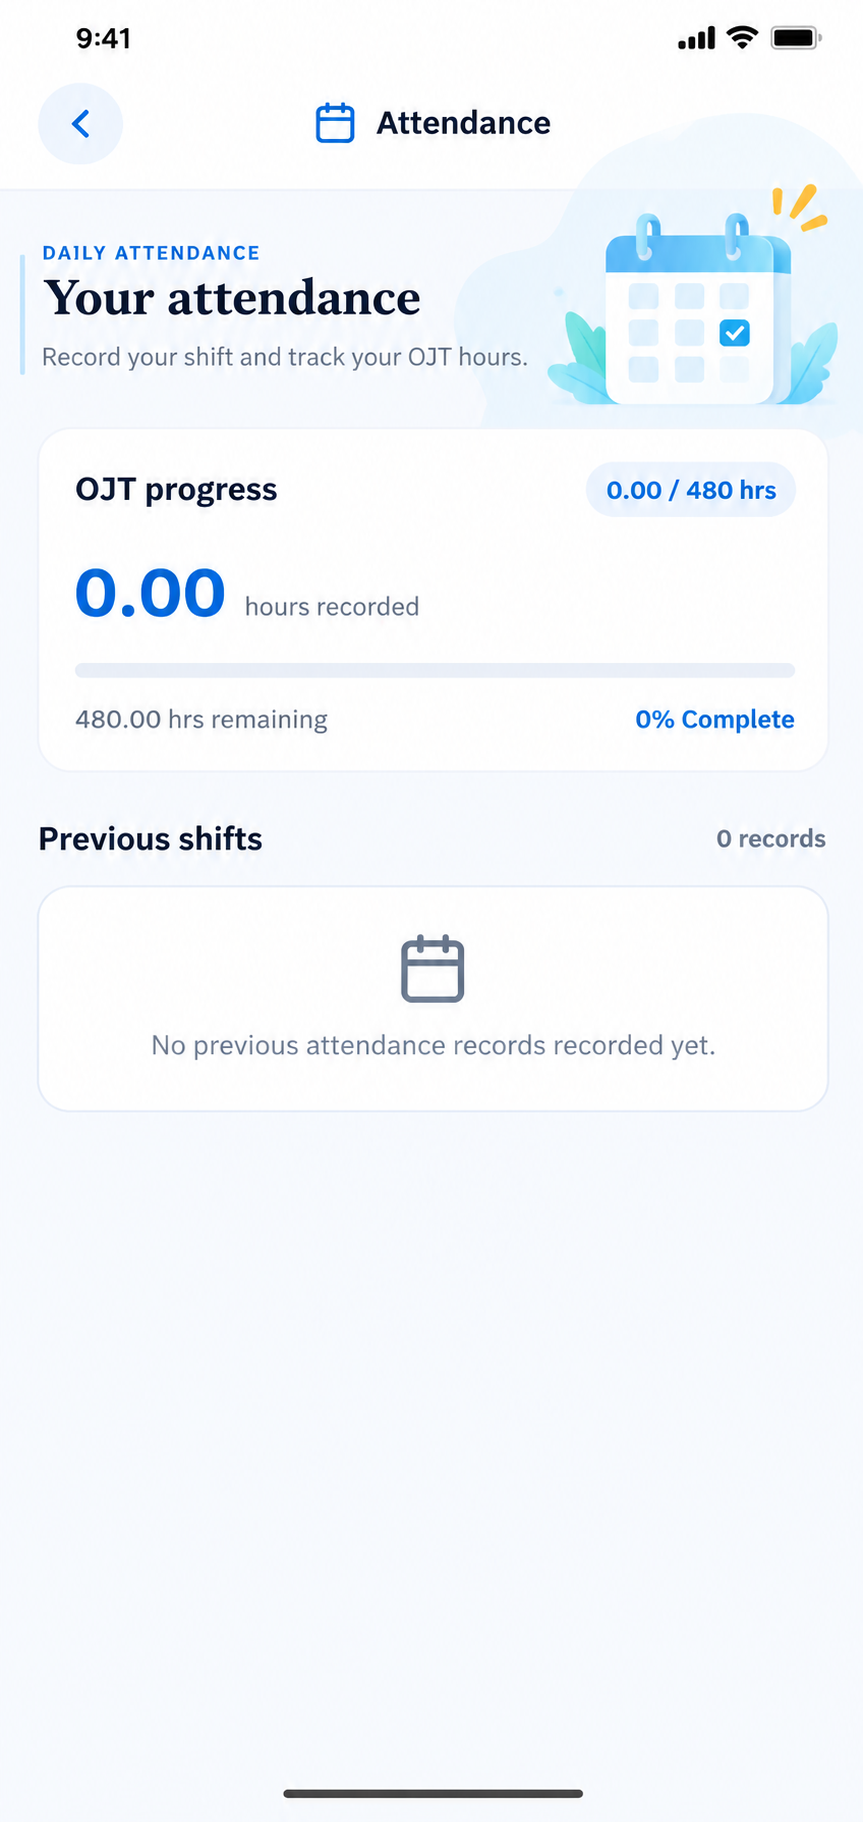 9:41
Attendance
DAILY ATTENDANCE
Your attendance
Record your shift and track your OJT hours.
OJT progress
0.00 / 480 hrs
0.00 hours recorded
480.00 hrs remaining
0% Complete
Previous shifts
0 records
No previous attendance records recorded yet.